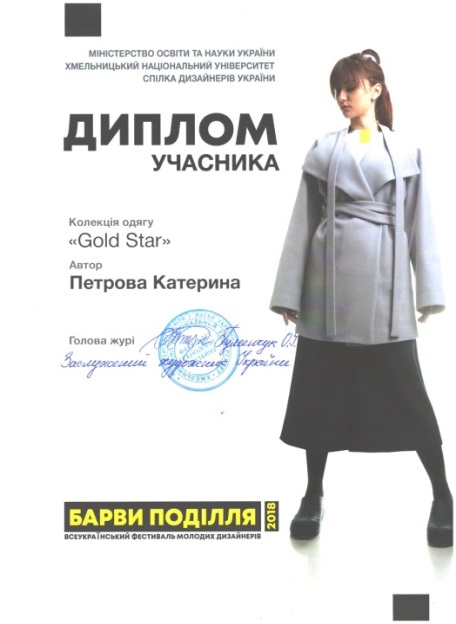 МІНІСТЕРСТВО ОСВІТИ ТА НАУКИ УКРАЇНИ
ХМЕЛЬНИЦЬКИЙ НАЦІОНАЛЬНИЙ УНІВЕРСИТЕТ
СПІЛКА ДИЗАЙНЕРІВ УКРАЇНИ
ДИПЛОМ
УЧАСНИКА
Колекція одягу
«Gold Star»
Автор
Петрова Катерина
Голова журі
Заслужений художник України
БАРВИ ПОДІЛЛЯ 2018
ВСЕУКРАЇНСЬКИЙ ФЕСТИВАЛЬ МОЛОДИХ ДИЗАЙНЕРІВ